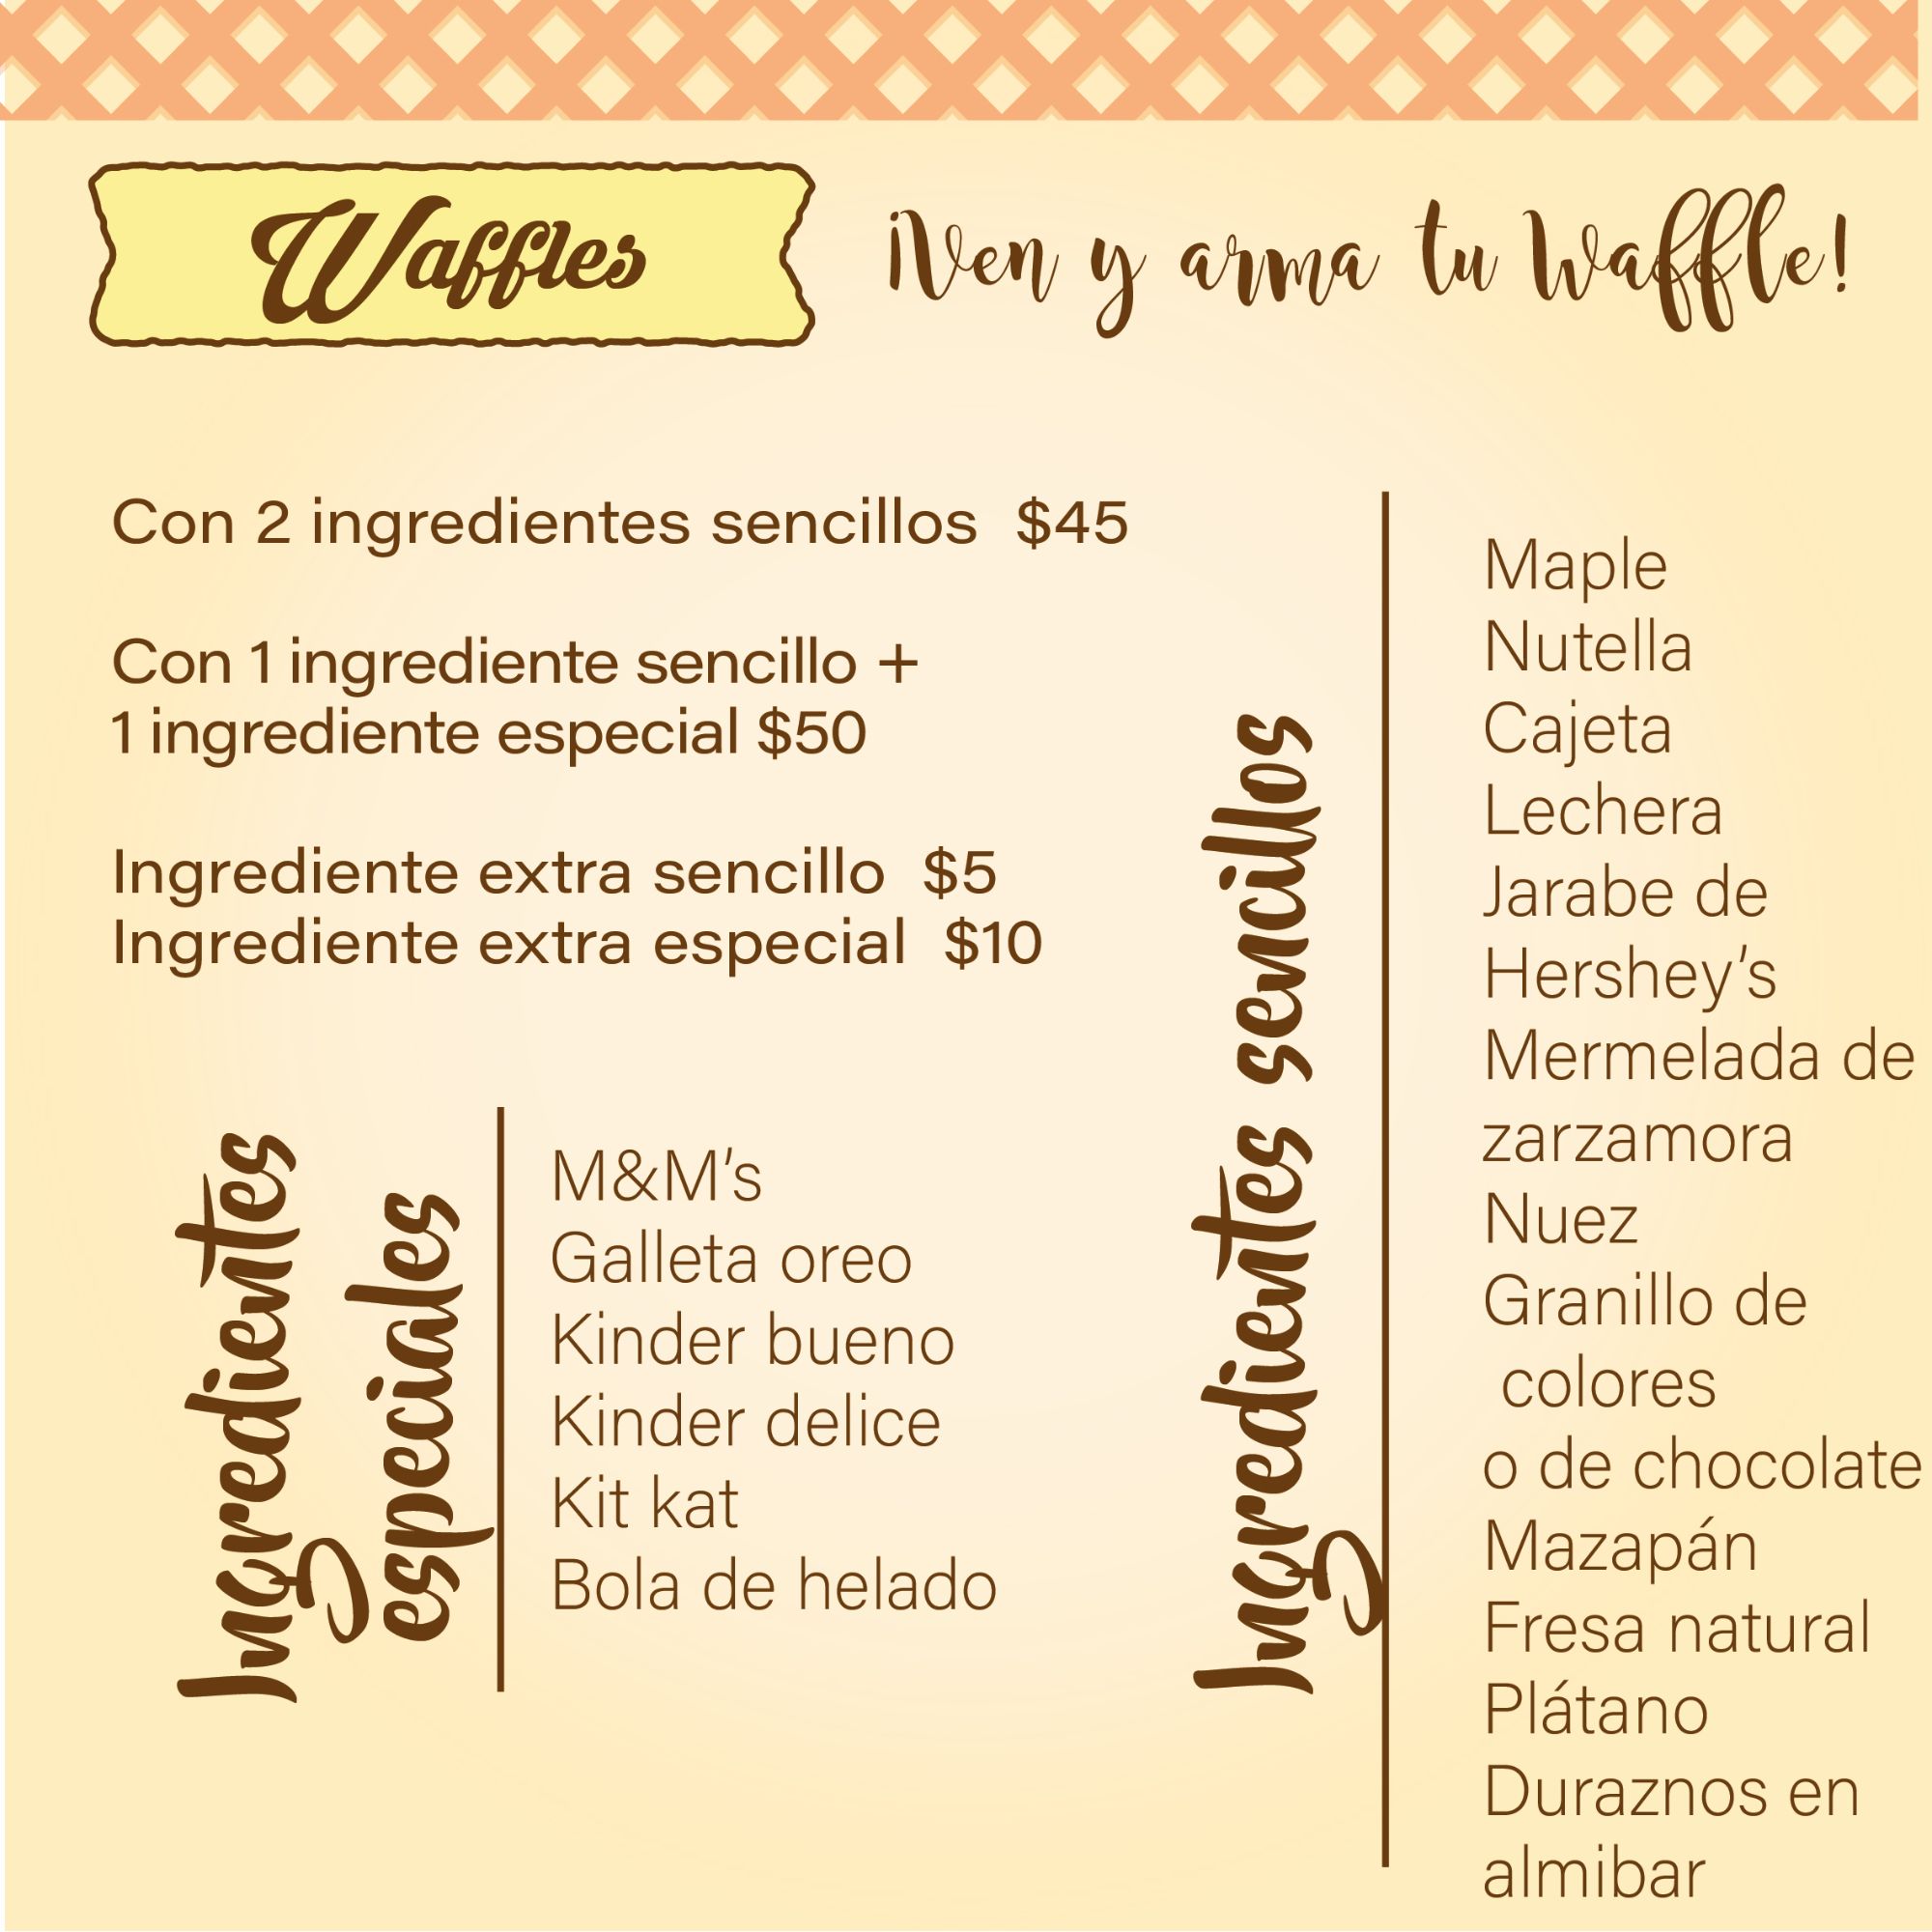 Waffles
¡Ven y arma tu Waffle!
Con 2 ingredientes sencillos $45
Con 1 ingrediente sencillo +
1 ingrediente especial $50
Ingrediente extra sencillo $5
Ingrediente extra especial $10
Ingredientes
especiales
M&M’s
Galleta oreo
Kinder bueno
Kinder delice
Kit kat
Bola de helado
Ingredientes sencillos
Maple
Nutella
Cajeta
Lechera
Jarabe de
Hershey’s
Mermelada de
zarzamora
Nuez
Granillo de
colores
o de chocolate
Mazapán
Fresa natural
Plátano
Duraznos en
almibar